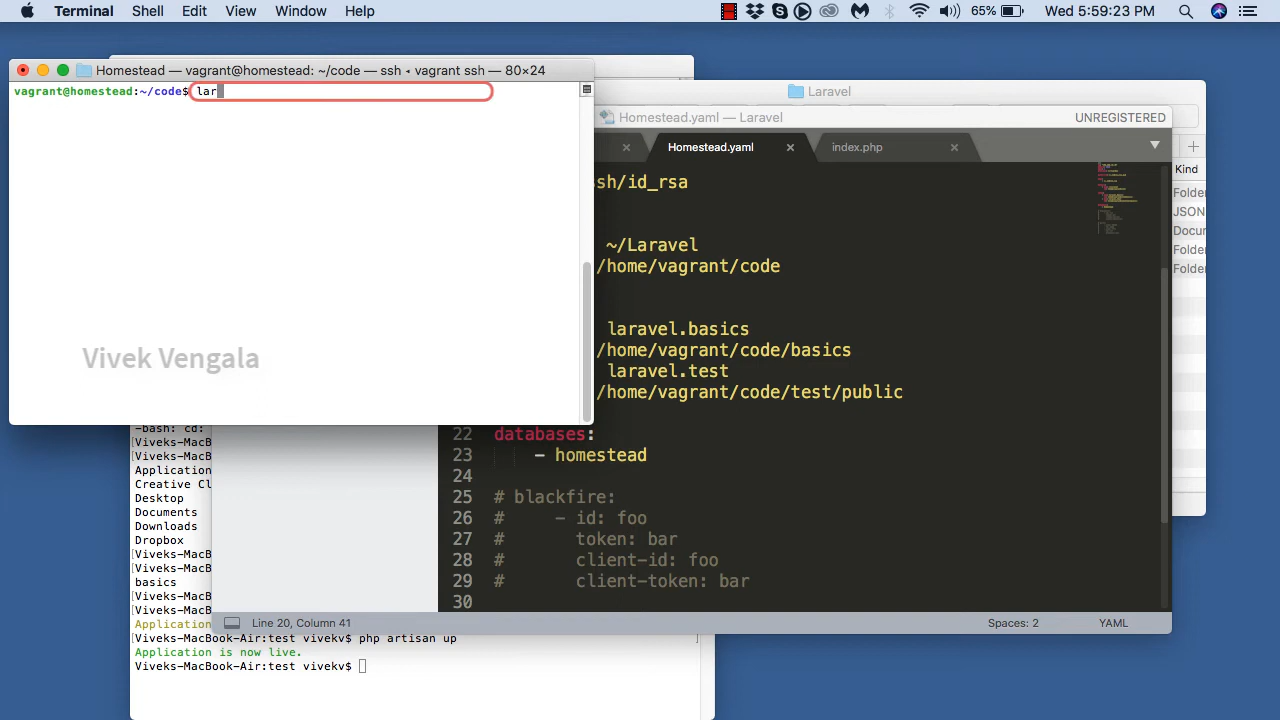 Terminal Shell Edit View Window Help 65% Wed 5:59:23 PM
Homestead — vagrant@homestead: ~/code — ssh ◂ vagrant ssh — 80×24
vagrant@homestead:~/code$ lar
Vivek Vengala
Laravel
Homestead.yaml — Laravel UNREGISTERED
Homestead.yaml index.php
sh/id_rsa
~/Laravel
/home/vagrant/code
laravel.basics
/home/vagrant/code/basics
laravel.test
/home/vagrant/code/test/public
22 databases:
23 - homestead
24
25 # blackfire:
26 # - id: foo
27 # token: bar
28 # client-id: foo
29 # client-token: bar
30
Line 20, Column 41 Spaces: 2 YAML
Kind
Folder
JSON
Docu
Folder
Folder
-bash: cd:
[Viveks-MacB
[Viveks-MacB
Application
Creative Cl
Desktop
Documents
Downloads
Dropbox
[Viveks-MacB
[Viveks-MacB
basics
[Viveks-MacB
[Viveks-MacB
Application
[Viveks-MacBook-Air:test vivekv$ php artisan up ]
Application is now live.
Viveks-MacBook-Air:test vivekv$